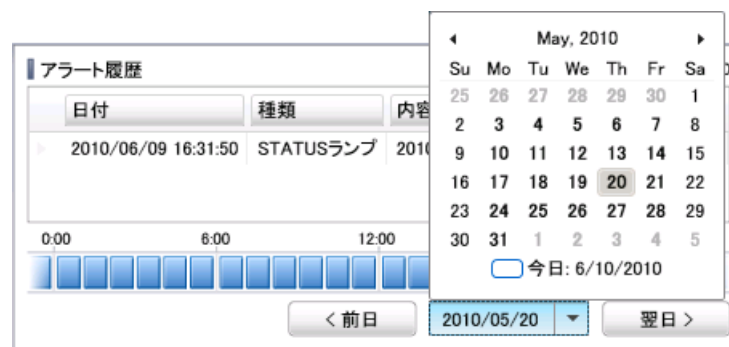 May, 2010
Su Mo Tu We Th Fr Sa
25 26 27 28 29 30 1
2 3 4 5 6 7 8
9 10 11 12 13 14 15
16 17 18 19 20 21 22
23 24 25 26 27 28 29
30 31 1 2 3 4 5
今日: 6/10/2010
アラート履歴
日付 種類 内容
2010/06/09 16:31:50 STATUSランプ 2010
0:00 6:00 12:00
< 前日 2010/05/20 翌日 >